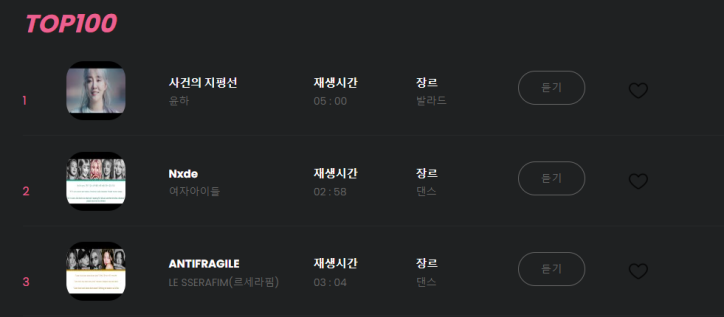 TOP100
1
사건의 지평선
윤하
재생시간
05 : 00
장르
발라드
듣기
2
Nxde
여자아이들
재생시간
02 : 58
장르
댄스
듣기
3
ANTIFRAGILE
LE SSERAFIM(르세라핌)
재생시간
03 : 04
장르
댄스
듣기